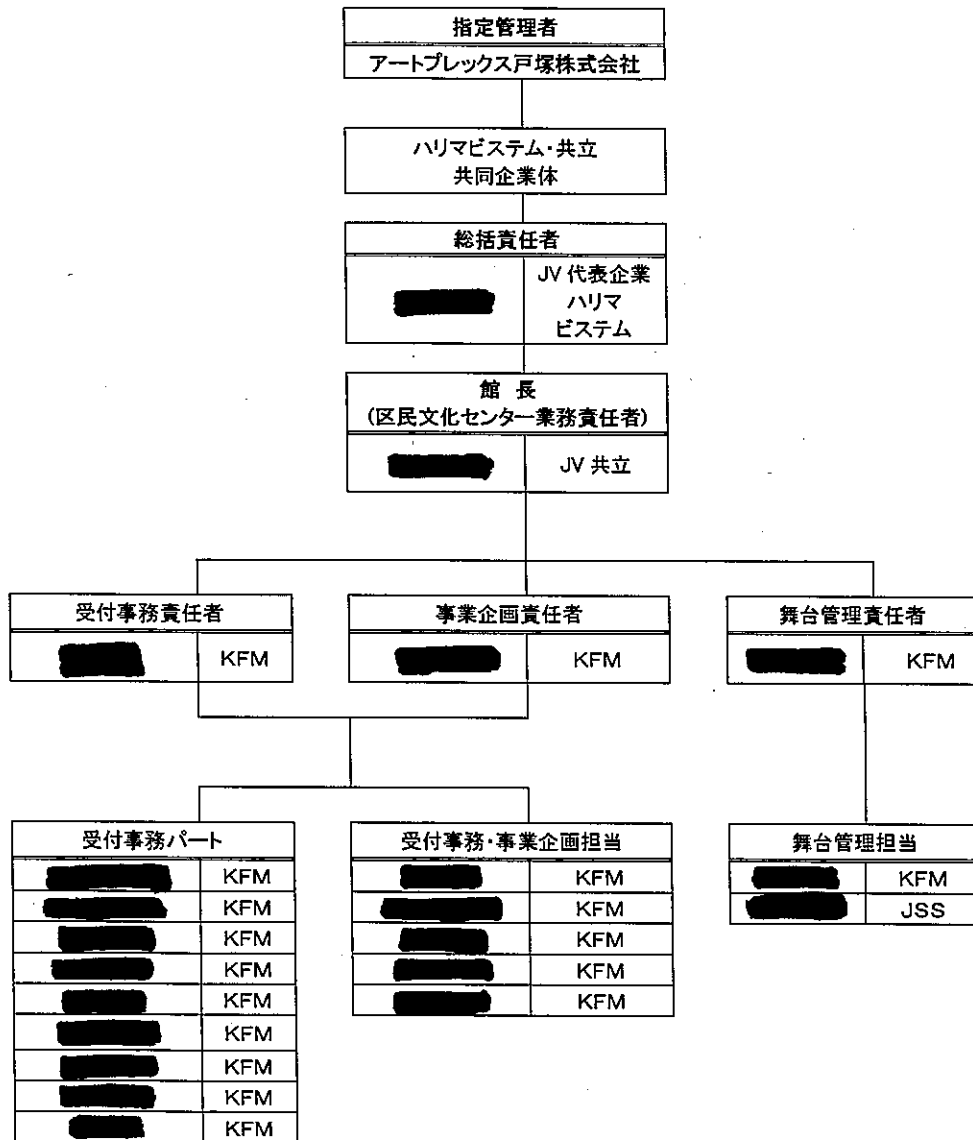 指定管理者
アートプレックス戸塚株式会社
ハリマビステム・共立
共同企業体
総括責任者
JV 代表企業
ハリマ
ビステム
館 長
(区民文化センター業務責任者)
JV 共立
受付事務責任者
KFM
事業企画責任者
KFM
舞台管理責任者
KFM
受付事務パート
KFM
KFM
KFM
KFM
KFM
KFM
KFM
KFM
KFM
受付事務・事業企画担当
KFM
KFM
KFM
KFM
KFM
舞台管理担当
KFM
JSS